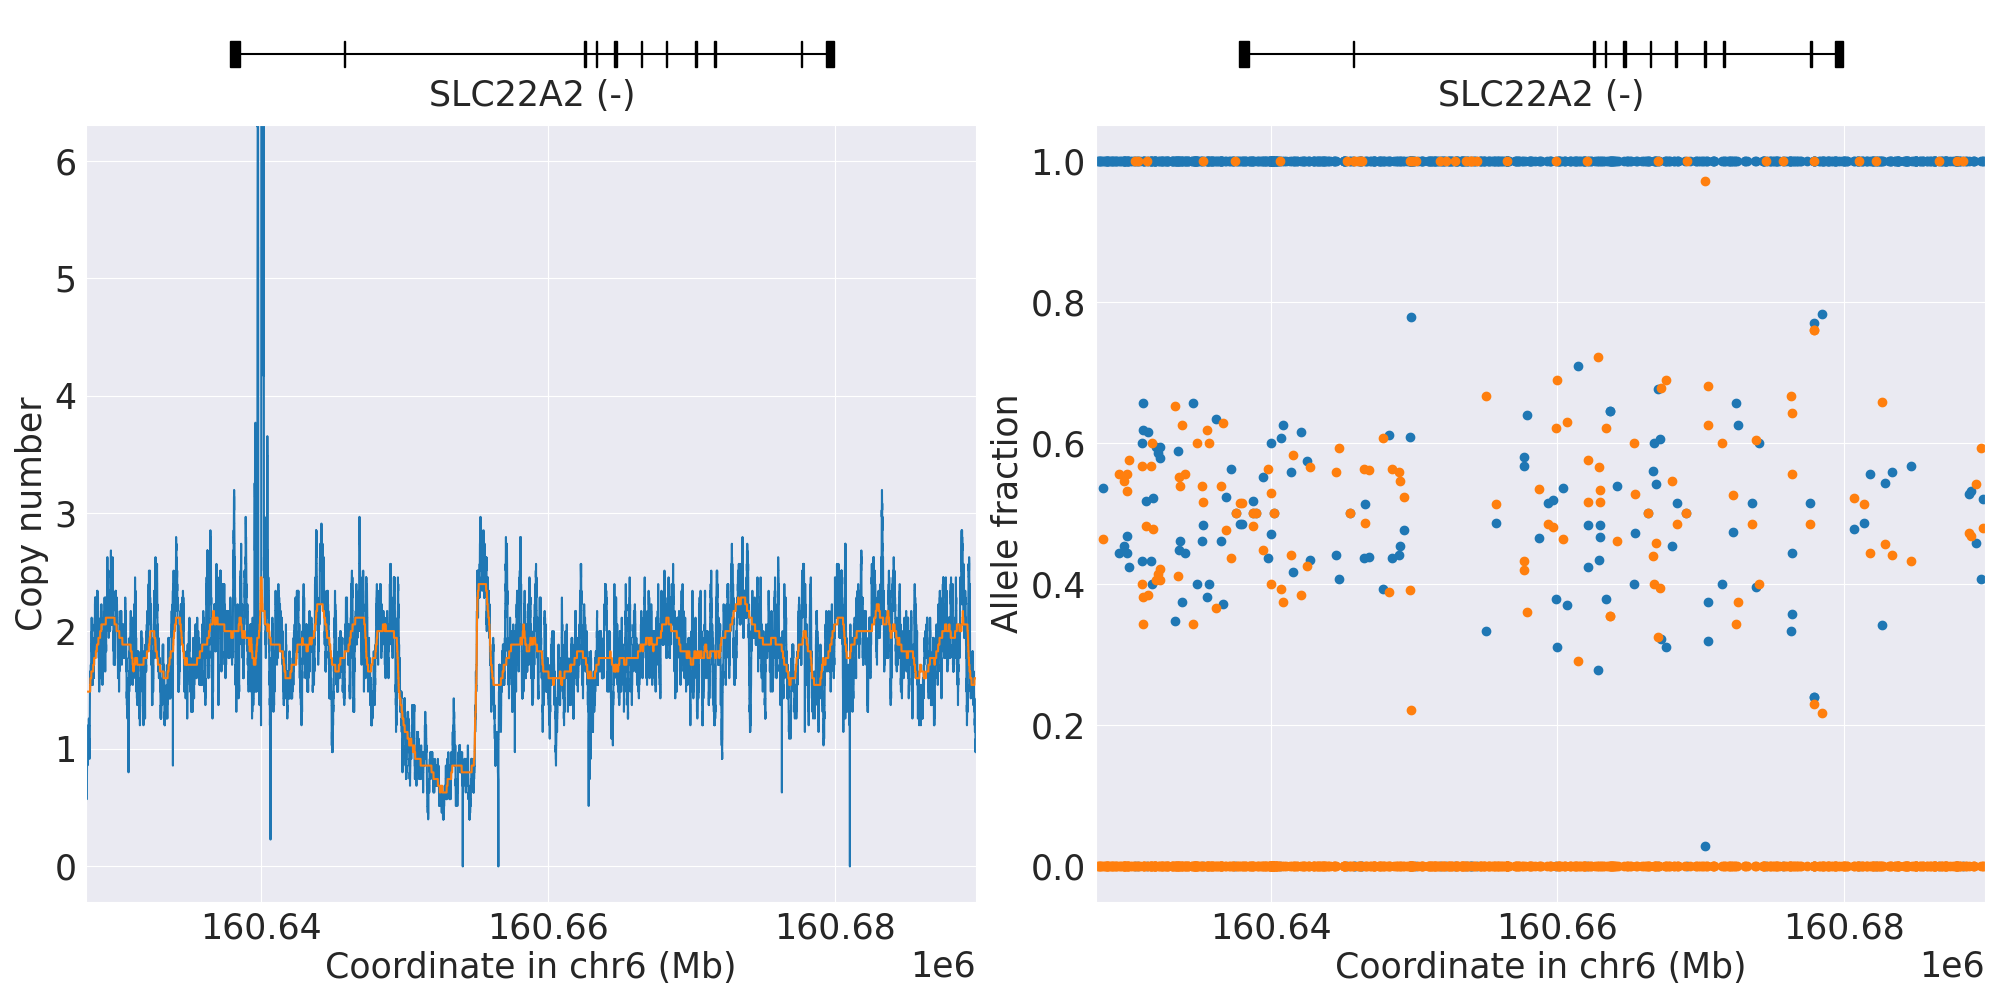 SLC22A2 (-)
SLC22A2 (-)
Copy number
6
5
4
3
2
1
0
160.64
160.66
160.68
Coordinate in chr6 (Mb)
1e6
Allele fraction
1.0
0.8
0.6
0.4
0.2
0.0
160.64
160.66
160.68
Coordinate in chr6 (Mb)
1e6